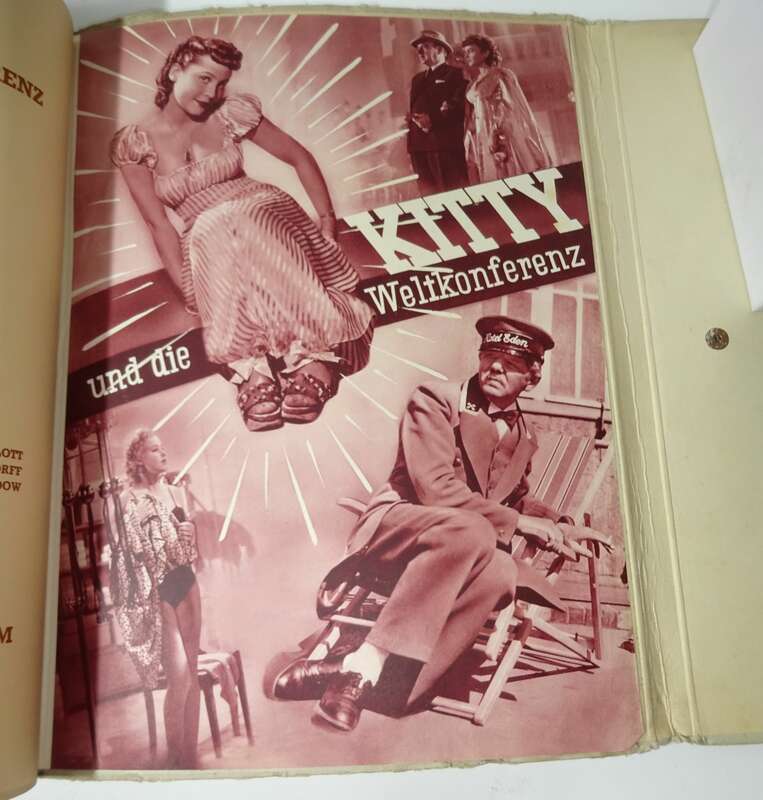 ENZ
OTT
ORFF
DOW
M
KITTY
und die Weltkonferenz
Hotel Eden